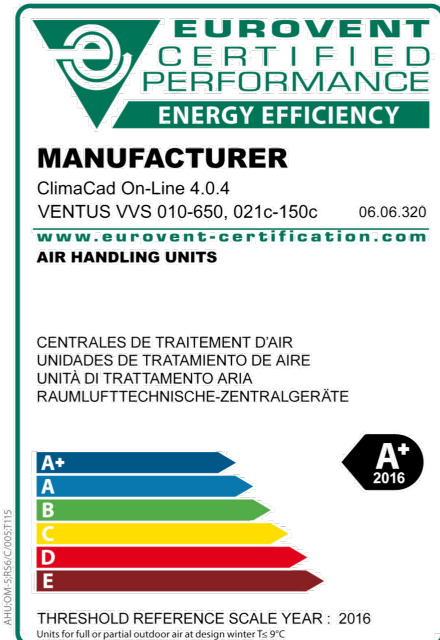 EUROVENT
CERTIFIED
PERFORMANCE
ENERGY EFFICIENCY
MANUFACTURER
ClimaCad On-Line 4.0.4
VENTUS VVS 010-650, 021c-150c 06.06.320
www.eurovent-certification.com
AIR HANDLING UNITS
CENTRALES DE TRAITEMENT D'AIR
UNIDADES DE TRATAMIENTO DE AIRE
UNITÀ DI TRATTAMENTO ARIA
RAUMLUFTTECHNISCHE-ZENTRALGERÄTE
A+
A
B
C
D
E
A+
2016
THRESHOLD REFERENCE SCALE YEAR : 2016
Units for full or partial outdoor air at design winter T≤ 9°C
AHU:OM-5;RS6/C/005;T115